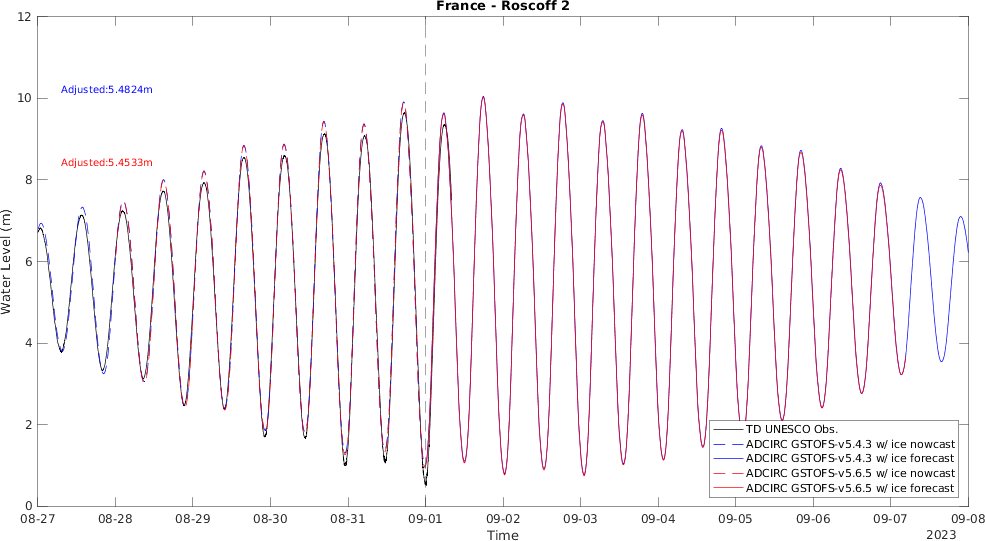 France - Roscoff 2
12
10
8
6
4
2
0
Water Level (m)
Adjusted:5.4824m
Adjusted:5.4533m
TD UNESCO Obs.
ADCIRC GSTOFS-v5.4.3 w/ ice nowcast
ADCIRC GSTOFS-v5.4.3 w/ ice forecast
ADCIRC GSTOFS-v5.6.5 w/ ice nowcast
ADCIRC GSTOFS-v5.6.5 w/ ice forecast
08-27 08-28 08-29 08-30 08-31 09-01 09-02 09-03 09-04 09-05 09-06 09-07 09-08
Time
2023